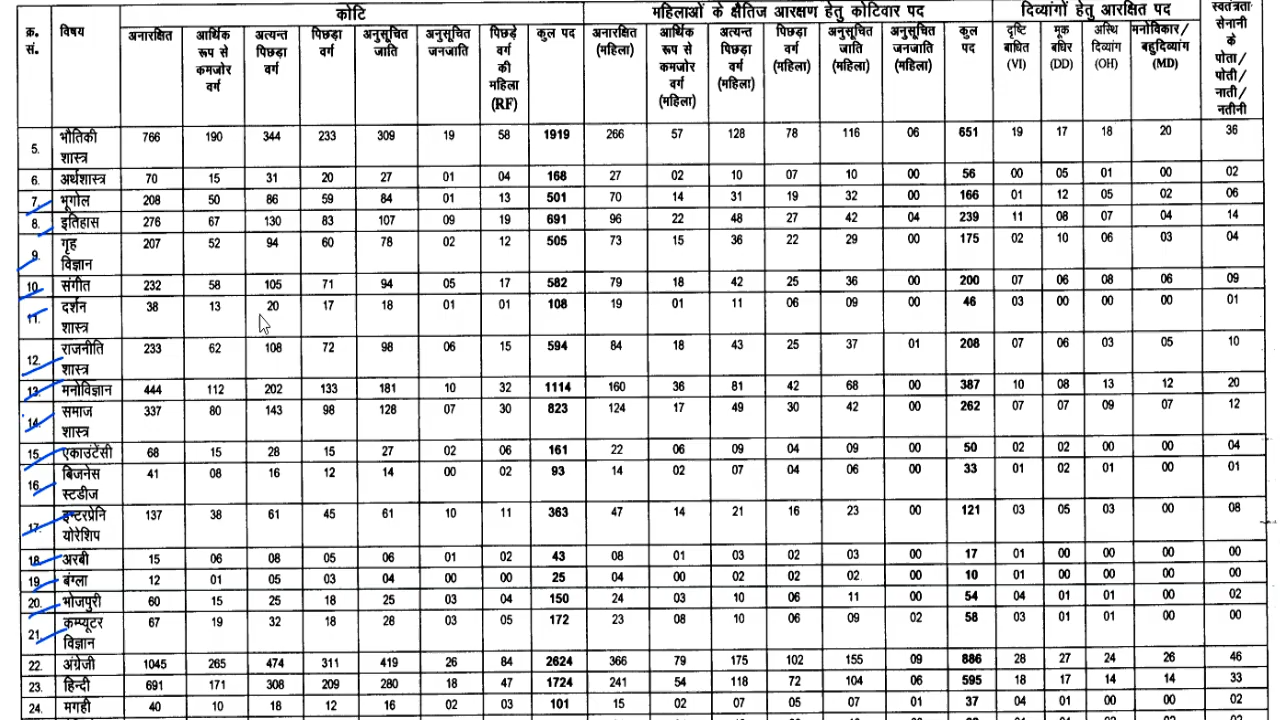 कोटि महिलाओं के क्षैतिज आरक्षण हेतु कोटिवार पद दिव्यांगों हेतु आरक्षित पद स्वतंत्रता सेनानी के पोता/ पोती/ नाती/ नतीनी
क्र. सं. विषय अनारक्षित आर्थिक रूप से कमजोर वर्ग अत्यन्त पिछड़ा वर्ग पिछड़ा वर्ग अनुसूचित जाति अनुसूचित जनजाति पिछड़े वर्ग की महिला (RF) कुल पद अनारक्षित (महिला) आर्थिक रूप से कमजोर वर्ग (महिला) अत्यन्त पिछड़ा वर्ग (महिला) पिछड़ा वर्ग (महिला) अनुसूचित जाति (महिला) अनुसूचित जनजाति (महिला) कुल पद दृष्टि बाधित (VI) मूक बधिर (DD) अस्थि दिव्यांग (OH) मनोविकार/ बहुदिव्यांग (MD)
5. भौतिकी शास्त्र 766 190 344 233 309 19 58 1919 266 57 128 78 116 06 651 19 17 18 20 36
6. अर्थशास्त्र 70 15 31 20 27 01 04 168 27 02 10 07 10 00 56 00 05 01 00 02
7. भूगोल 208 50 86 59 84 01 13 501 70 14 31 19 32 00 166 01 12 05 02 06
8. इतिहास 276 67 130 83 107 09 19 691 96 22 48 27 42 04 239 11 08 07 04 14
9. गृह विज्ञान 207 52 94 60 78 02 12 505 73 15 36 22 29 00 175 02 10 06 03 04
10. संगीत 232 58 105 71 94 05 17 582 79 18 42 25 36 00 200 07 06 08 06 09
11. दर्शन शास्त्र 38 13 20 17 18 01 01 108 19 01 11 06 09 00 46 03 00 00 00 01
12. राजनीति शास्त्र 233 62 108 72 98 06 15 594 84 18 43 25 37 01 208 07 06 03 05 10
13. मनोविज्ञान 444 112 202 133 181 10 32 1114 160 36 81 42 68 00 387 10 08 13 12 20
14. समाज शास्त्र 337 80 143 98 128 07 30 823 124 17 49 30 42 00 262 07 07 09 07 12
15. एकाउंटेंसी 68 15 28 15 27 02 06 161 22 06 09 04 09 00 50 02 02 00 00 04
16. बिजनेस स्टडीज 41 08 16 12 14 00 02 93 14 02 07 04 06 00 33 01 02 01 00 01
17. इन्टरप्रेनियोरेशिप 137 38 61 45 61 10 11 363 47 14 21 16 23 00 121 03 05 03 00 08
18. अरबी 15 06 08 05 06 01 02 43 08 01 03 02 03 00 17 01 00 00 00 00
19. बंग्ला 12 01 05 03 04 00 00 25 04 00 02 02 02 00 10 01 00 00 00 00
20. भोजपुरी 60 15 25 18 25 03 04 150 24 03 10 06 11 00 54 04 01 01 00 02
21. कम्प्यूटर विज्ञान 67 19 32 18 28 03 05 172 23 08 10 06 09 02 58 03 01 01 00 00
22. अंग्रेजी 1045 265 474 311 419 26 84 2624 366 79 175 102 155 09 886 28 27 24 26 46
23. हिन्दी 691 171 308 209 280 18 47 1724 241 54 118 72 104 06 595 18 17 14 14 33
24. मगही 40 10 18 12 16 02 03 101 15 02 07 05 07 01 37 04 01 00 00 02